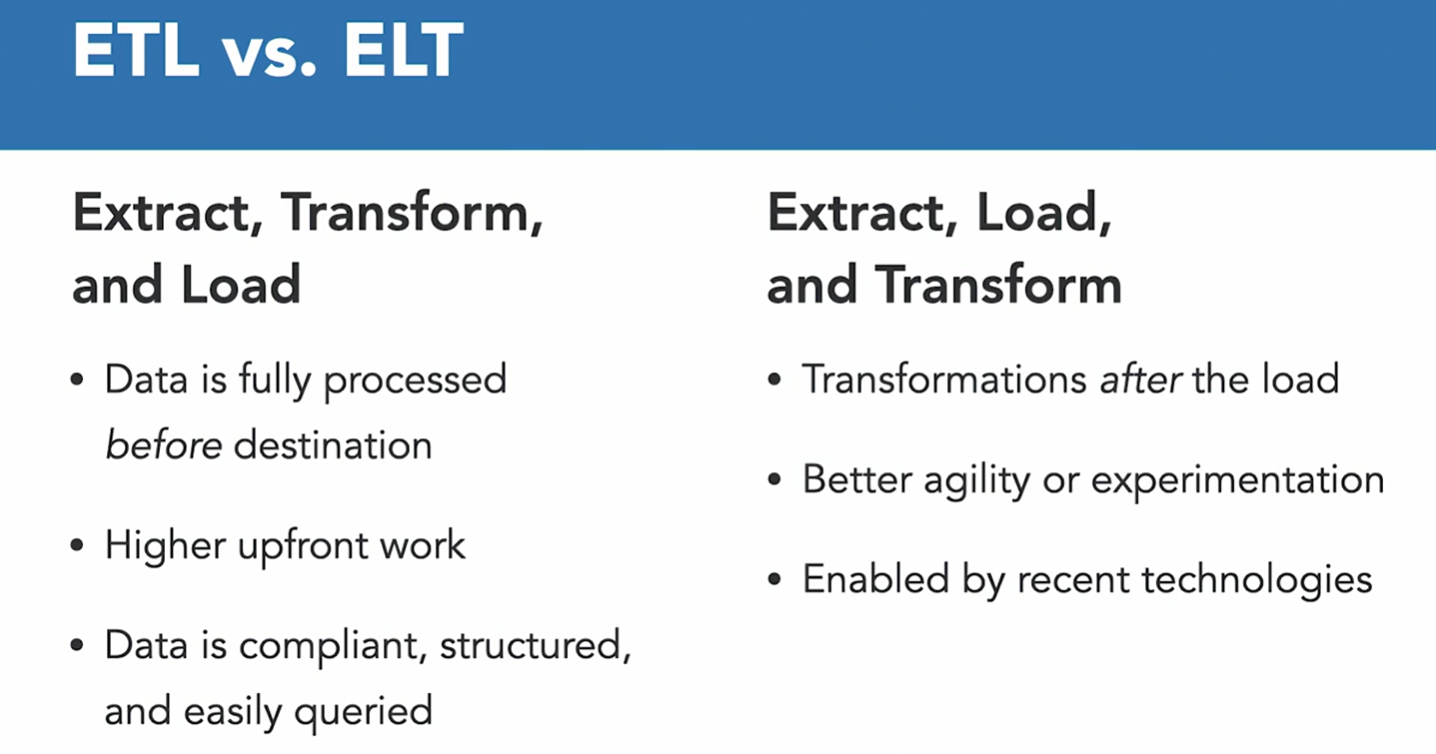 ETL vs. ELT
Extract, Transform,
and Load
• Data is fully processed
before destination
• Higher upfront work
• Data is compliant, structured,
and easily queried
Extract, Load,
and Transform
• Transformations after the load
• Better agility or experimentation
• Enabled by recent technologies